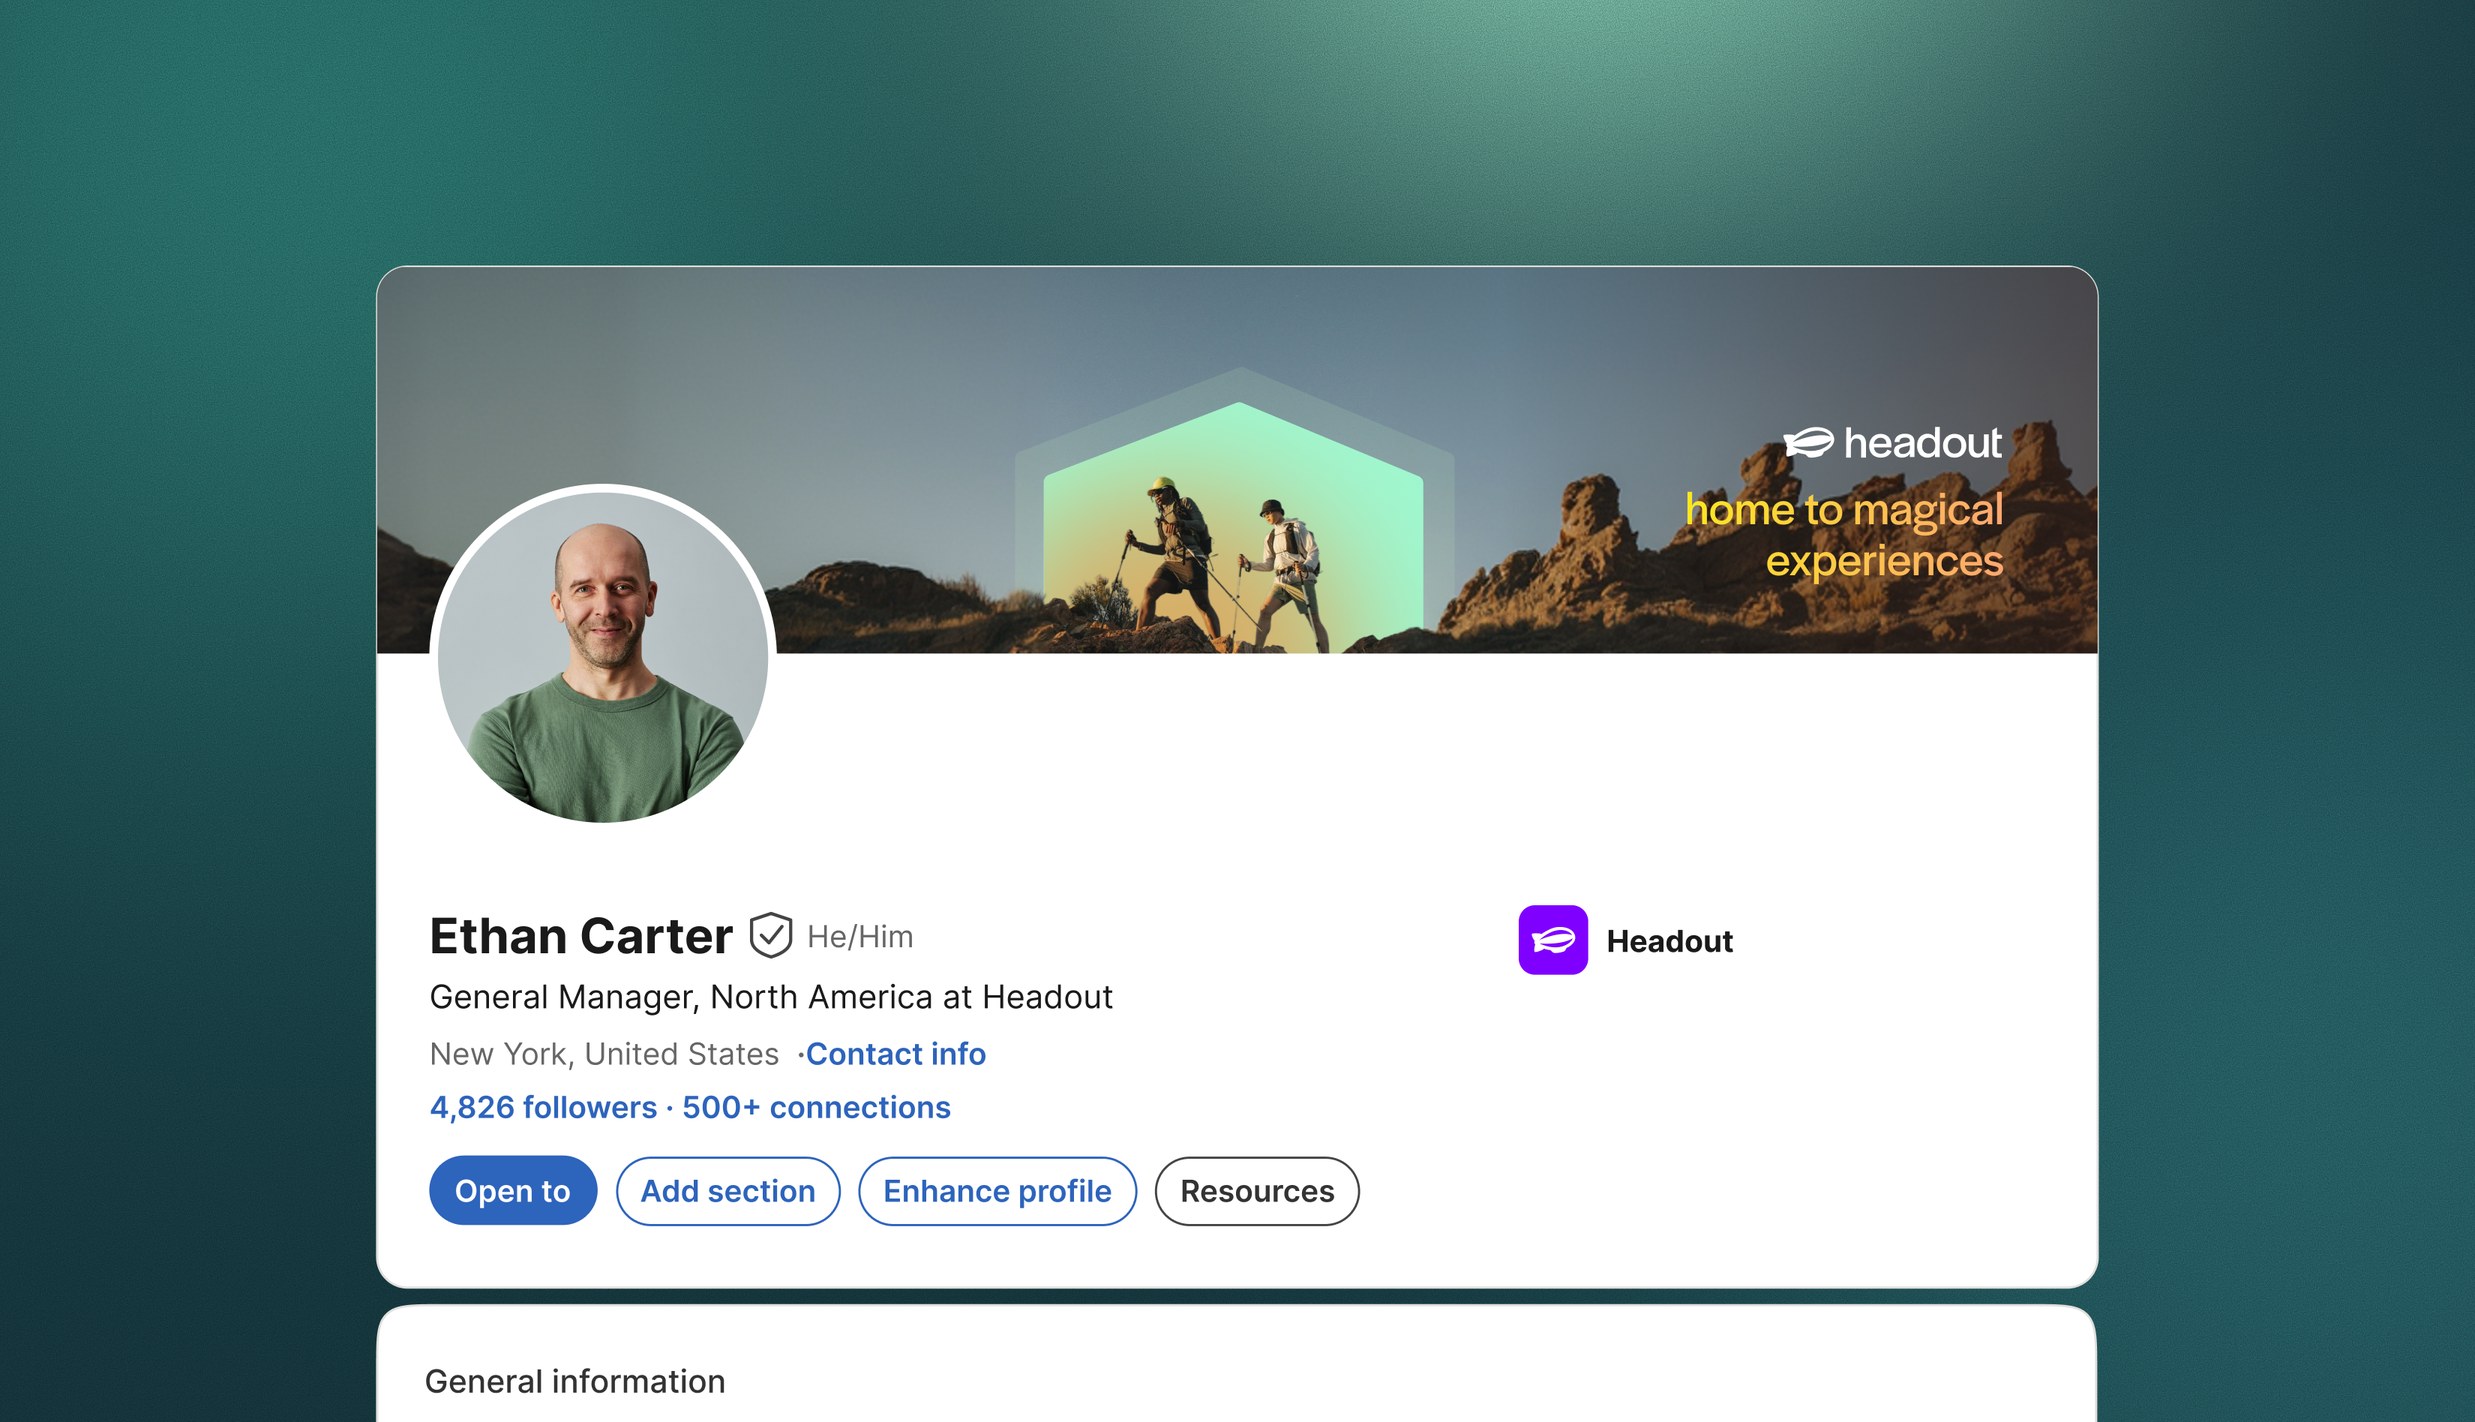 headout
home to magical
experiences
Ethan Carter He/Him
Headout
General Manager, North America at Headout
New York, United States ·Contact info
4,826 followers · 500+ connections
Open to
Add section
Enhance profile
Resources
General information